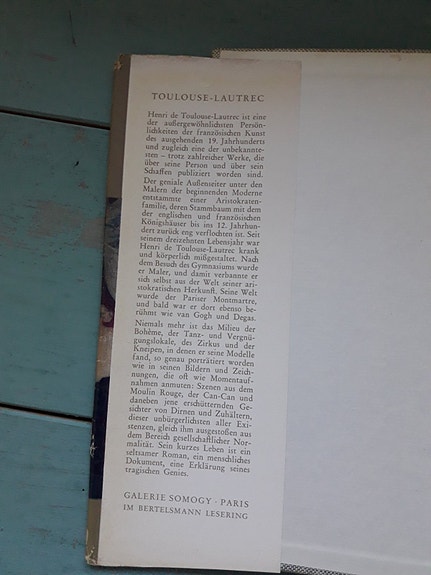 TOULOUSE-LAUTREC
Henri de Toulouse-Lautrec ist eine
der außergewöhnlichsten Persön-
lichkeiten der französischen Kunst
des ausgehenden 19. Jahrhunderts
und zugleich eine der unbekannte-
sten – trotz zahlreicher Werke, die
über seine Person und über sein
Schaffen publiziert worden sind.
Der geniale Außenseiter unter den
Malern der beginnenden Moderne
entstammte einer Aristokraten-
familie, deren Stammbaum mit dem
der englischen und französischen
Königshäuser bis ins 12. Jahrhun-
dert zurück eng verflochten ist. Seit
seinem dreizehnten Lebensjahr war
Henri de Toulouse-Lautrec krank
und körperlich mißgestaltet. Nach
dem Besuch des Gymnasiums wurde
er Maler, und damit verbannte er
sich selbst aus der Welt seiner ari-
stokratischen Herkunft. Seine Welt
wurde der Pariser Montmartre,
und bald war er dort ebenso be-
rühmt wie van Gogh und Degas.
Niemals mehr ist das Milieu der
Bohème, der Tanz- und Vergnü-
gungslokale, des Zirkus und der
Kneipen, in denen er seine Modelle
fand, so genau porträtiert worden
wie in seinen Bildern und Zeich-
nungen, die oft wie Momentauf-
nahmen anmuten: Szenen aus dem
Moulin Rouge, der Can-Can und
daneben jene erschütternden Ge-
sichter von Dirnen und Zuhältern,
dieser unbürgerlichsten aller Exi-
stenzen, gleich ihm ausgestoßen aus
dem Bereich gesellschaftlicher Nor-
malität. Sein kurzes Leben ist ein
seltsamer Roman, ein menschliches
Dokument, eine Erklärung seines
tragischen Genies.
GALERIE SOMOGY · PARIS
IM BERTELSMANN LESERING